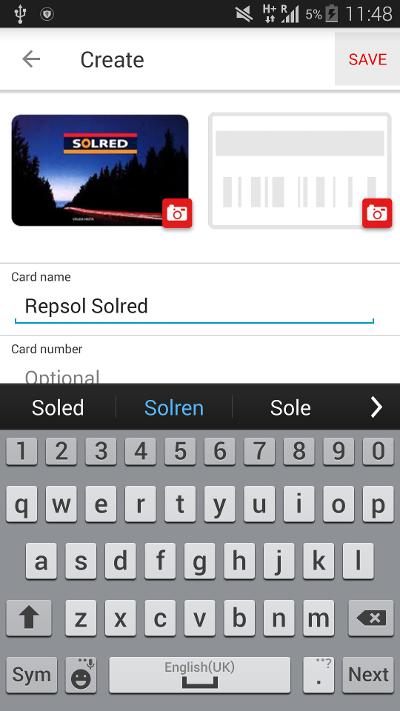 H+ R 5% 11:48
Create SAVE
SOLRED
Card name
Repsol Solred
Card number
Optional
Soled Solren Sole
1 2 3 4 5 6 7 8 9 0
q w e r t y u i o p
a s d f g h j k l
z x c v b n m
Sym English(UK) . ? Next